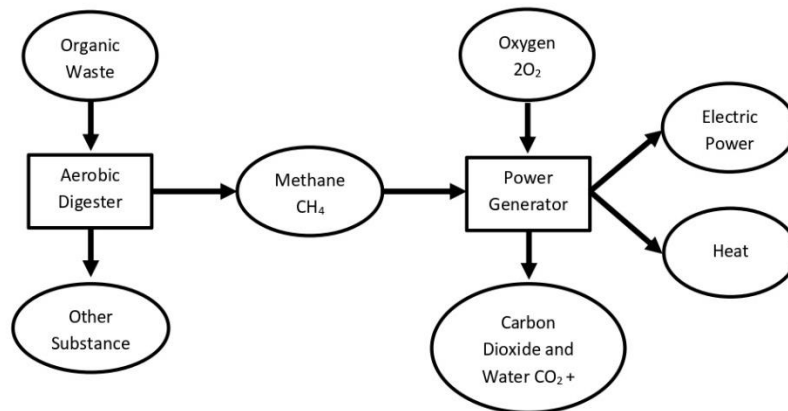 Organic
Waste
Aerobic
Digester
Other
Substance
Methane
CH₄
Oxygen
2O₂
Power
Generator
Carbon
Dioxide and
Water CO₂ +
Electric
Power
Heat